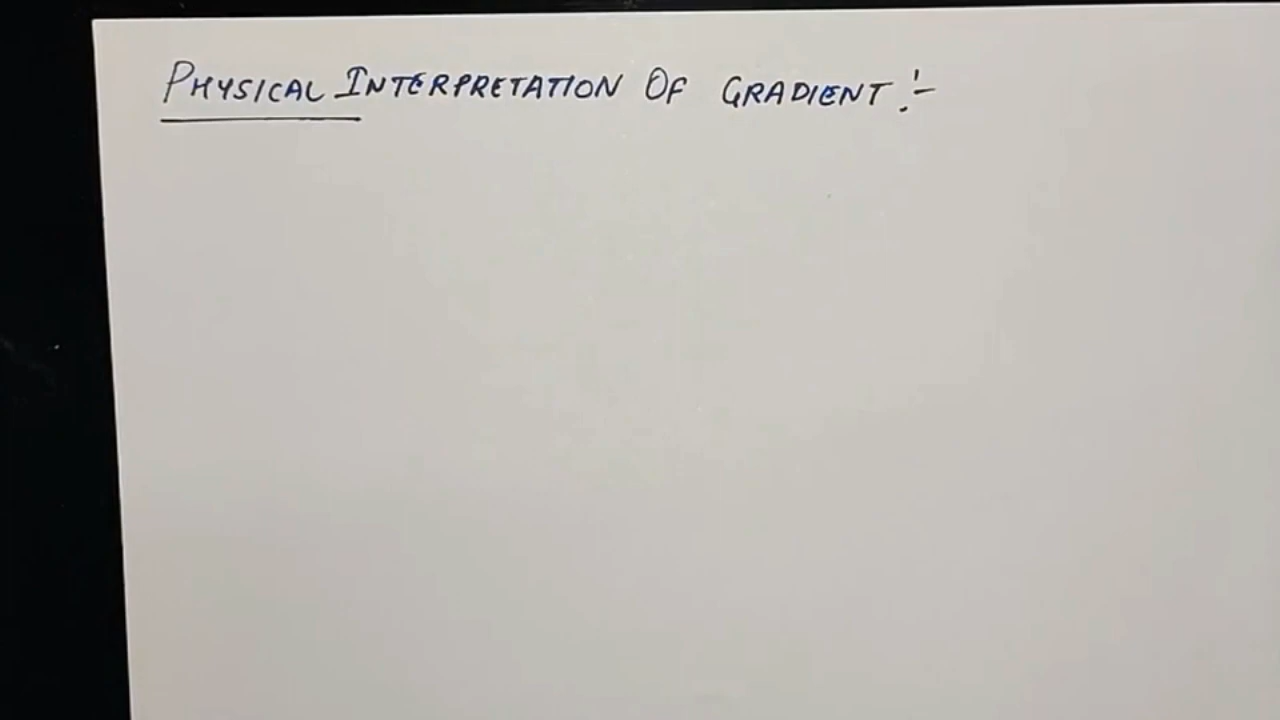 PHYSICAL INTERPRETATION OF GRADIENT :-